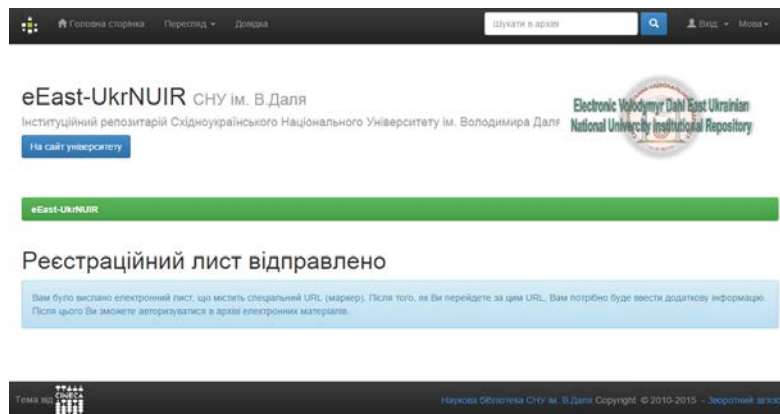 Головна сторінка Перегляд Довідка Шукати в архіві Вхід: Мова
eEast-UkrNUIR СНУ ім. В.Даля
Інституційний репозитарій Східноукраїнського Національного Університету ім. Володимира Даля
Electronic Volodymyr Dahl East Ukrainian
National University Institutional Repository
На сайт університету
eEast-UkrNUIR
Реєстраційний лист відправлено
Вам було вислано електронний лист, що містить спеціальний URL (маркер). Після того, як Ви перейдете за цим URL, Вам потрібно буде ввести додаткову інформацію.
Після цього Ви зможете авторизуватися в архіві електронних матеріалів.
Тема від CINECA Наукова бібліотека СНУ ім. В.Даля Copyright © 2010-2015 - Зворотний зв'язок